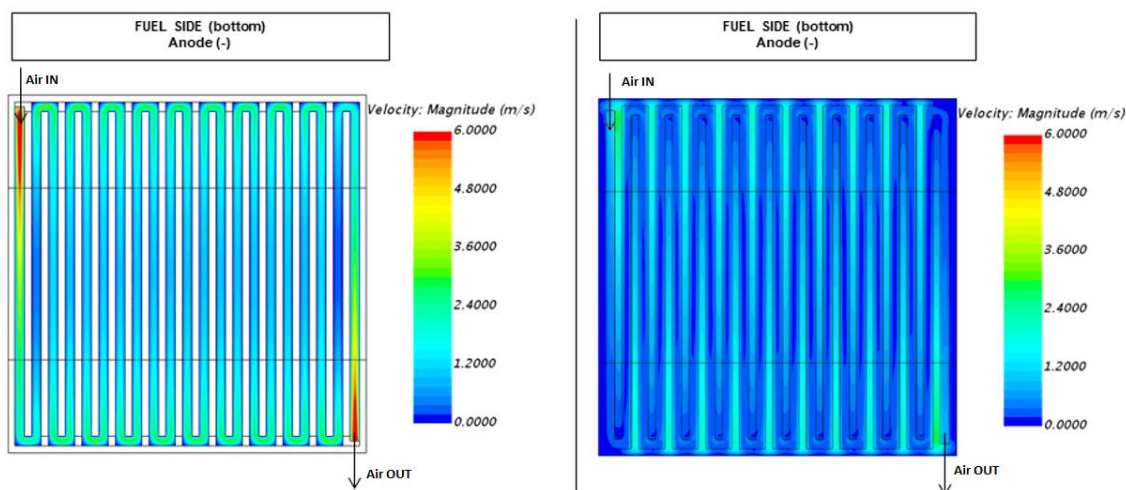 FUEL SIDE (bottom)
Anode (-)
Air IN
Velocity: Magnitude (m/s)
6.0000
4.8000
3.6000
2.4000
1.2000
0.0000
Air OUT
FUEL SIDE (bottom)
Anode (-)
Air IN
Velocity: Magnitude (m/s)
6.0000
4.8000
3.6000
2.4000
1.2000
0.0000
Air OUT